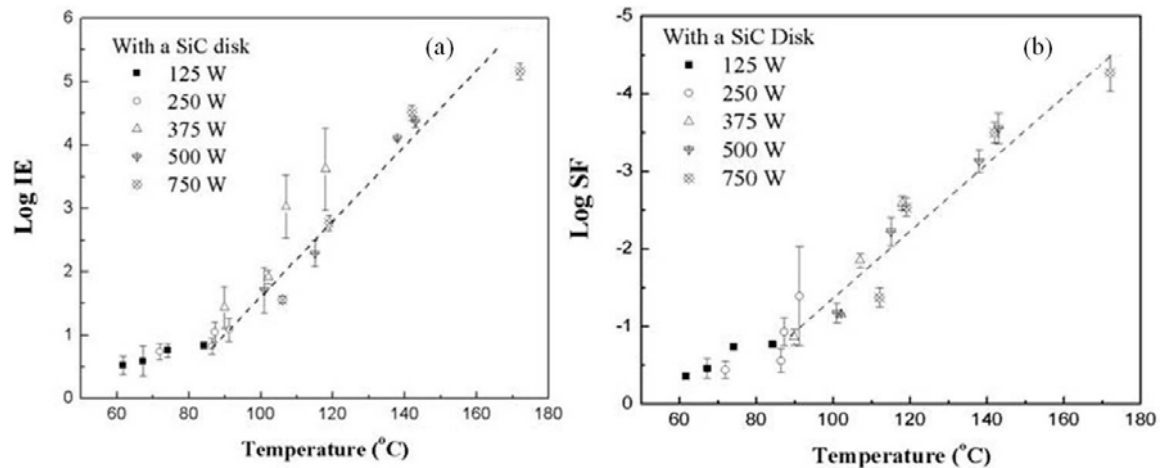 With a SiC disk
(a)
125 W
250 W
375 W
500 W
750 W
Log IE
6
5
4
3
2
1
0
60 80 100 120 140 160 180
Temperature (°C)
With a SiC Disk
(b)
125 W
250 W
375 W
500 W
750 W
Log SF
-5
-4
-3
-2
-1
0
60 80 100 120 140 160 180
Temperature (°C)